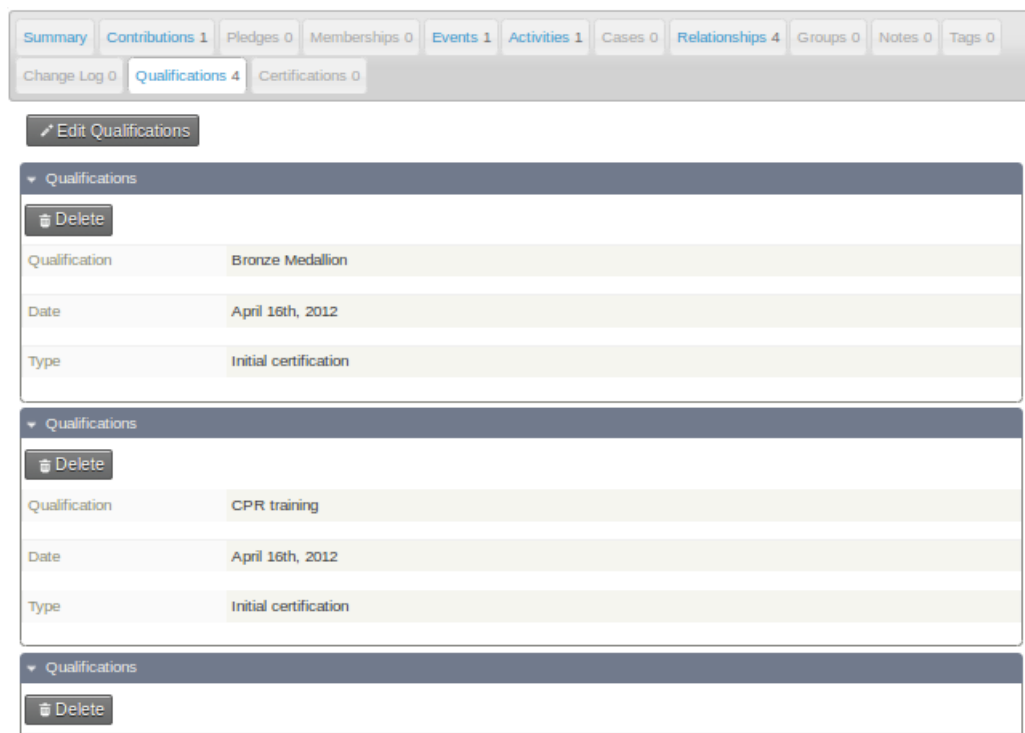 Summary Contributions 1 Pledges 0 Memberships 0 Events 1 Activities 1 Cases 0 Relationships 4 Groups 0 Notes 0 Tags 0
Change Log 0 Qualifications 4 Certifications 0
Edit Qualifications
Qualifications
Delete
Qualification Bronze Medallion
Date April 16th, 2012
Type Initial certification
Qualifications
Delete
Qualification CPR training
Date April 16th, 2012
Type Initial certification
Qualifications
Delete